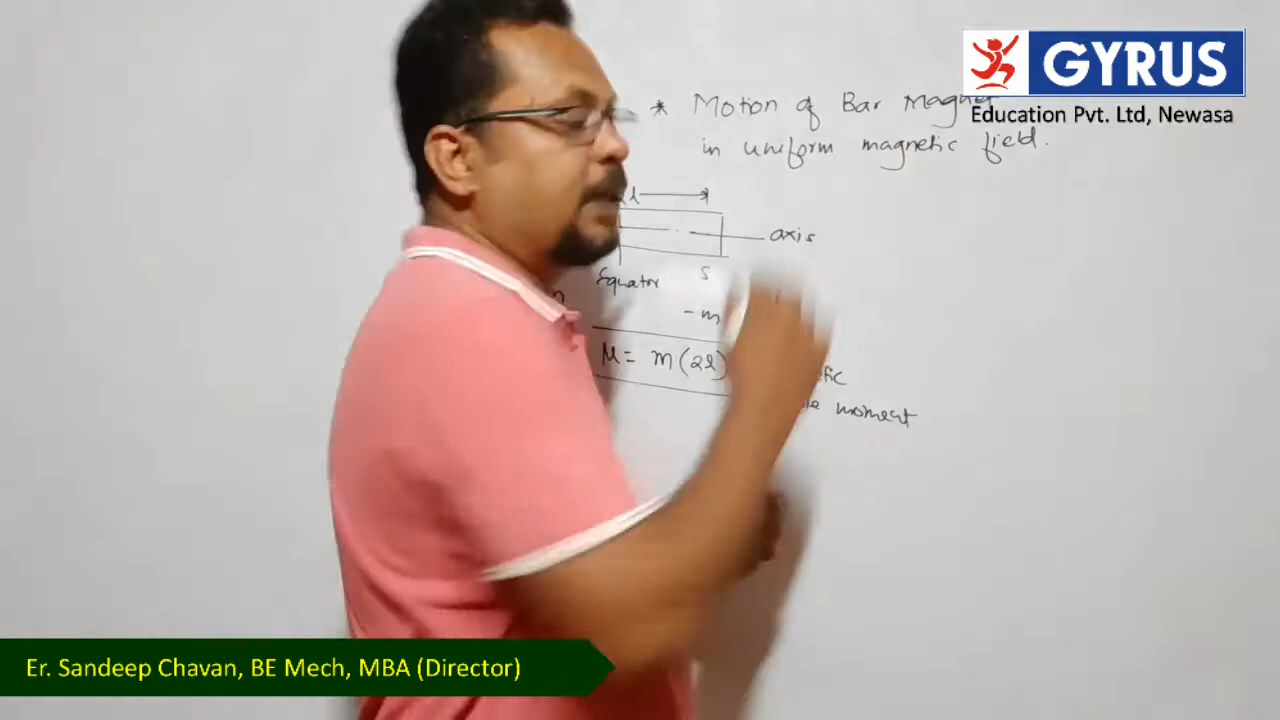 GYRUS
Education Pvt. Ltd, Newasa
* Motion of Bar Magnet
in uniform magnetic field.
l
axis
Equator
S
-m
M = m(2l)
moment
Er. Sandeep Chavan, BE Mech, MBA (Director)